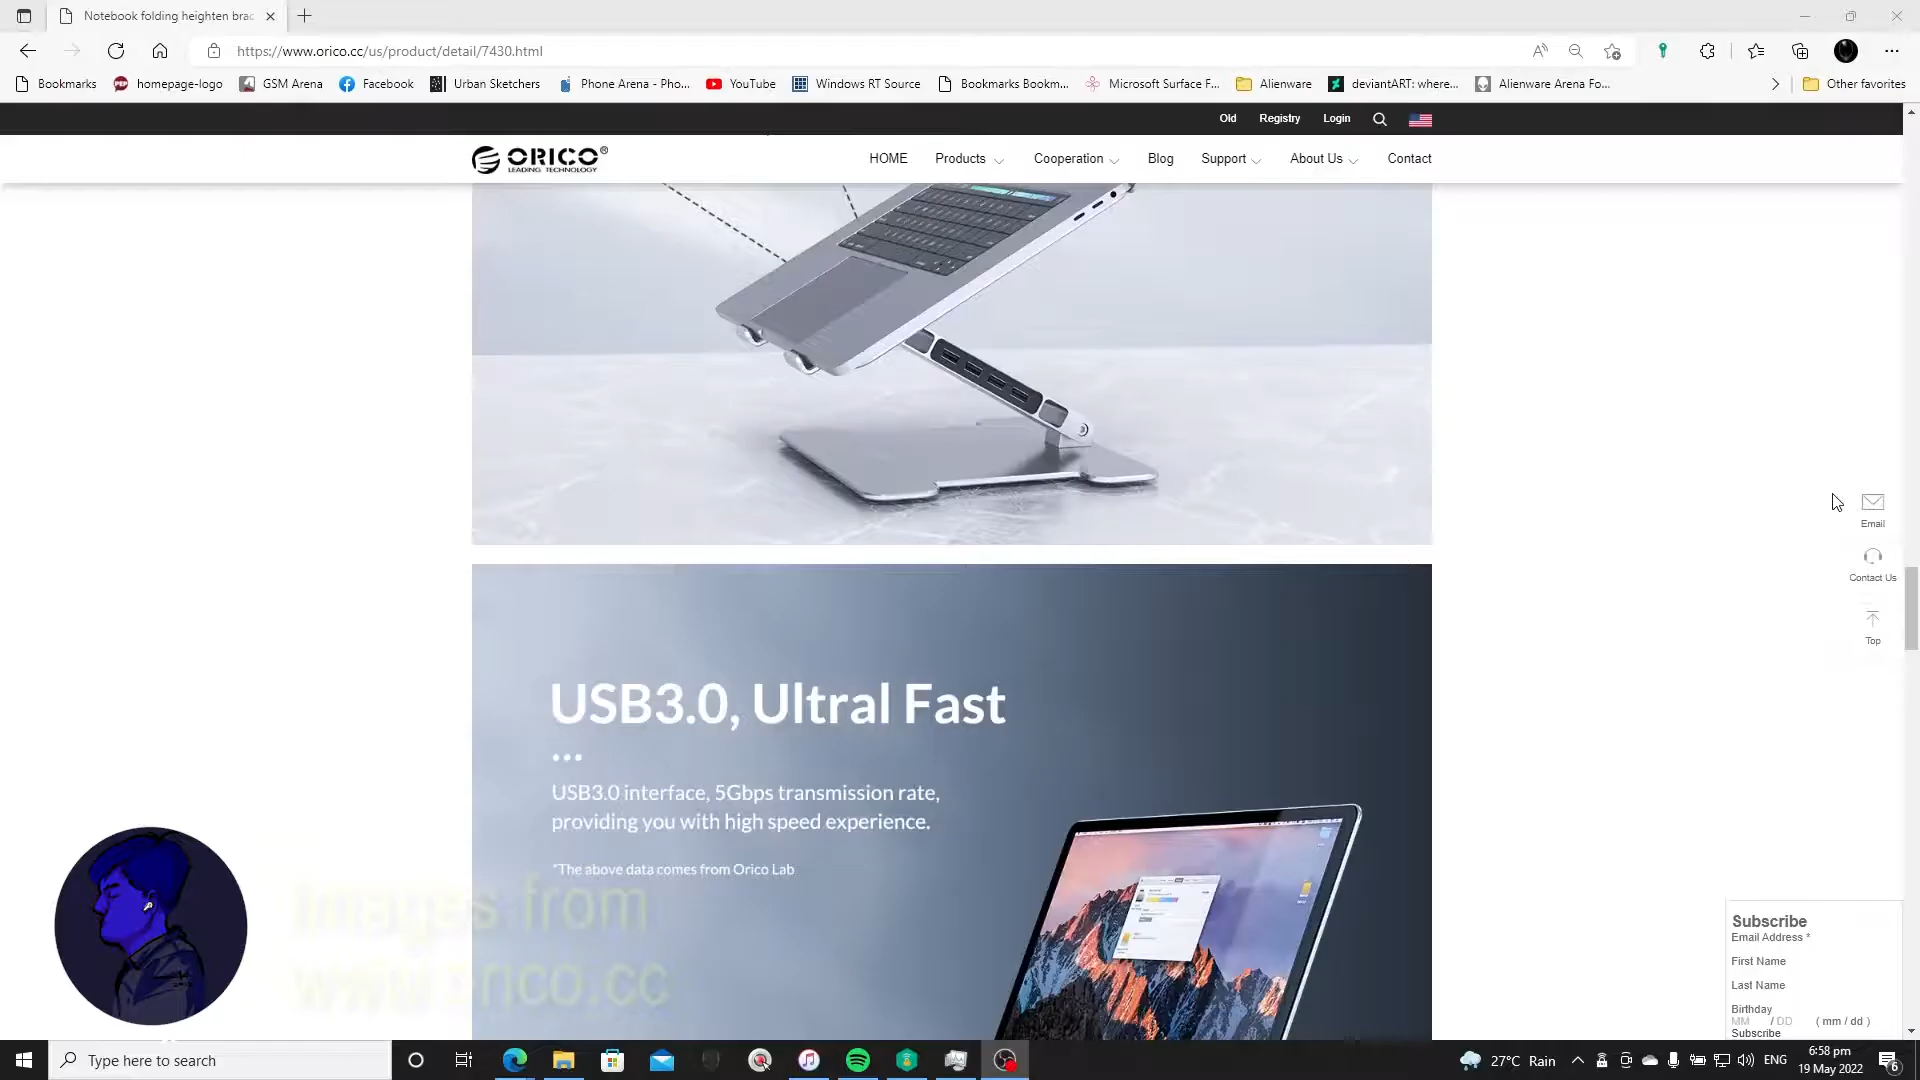 Notebook folding heighten brac
https://www.orico.cc/us/product/detail/7430.html
Bookmarks
homepage-logo
GSM Arena
Facebook
Urban Sketchers
Phone Arena - Pho...
YouTube
Windows RT Source
Bookmarks Bookm...
Microsoft Surface F...
Alienware
deviantART: where...
Alienware Arena Fo...
Other favorites
Old
Registry
Login
ORICO®
LEADING TECHNOLOGY
HOME
Products
Cooperation
Blog
Support
About Us
Contact
Email
Contact Us
Top
USB3.0, Ultral Fast
USB3.0 interface, 5Gbps transmission rate,
providing you with high speed experience.
*The above data comes from Orico Lab
Images from
www.orico.cc
Subscribe
Email Address *
First Name
Last Name
Birthday
MM / DD ( mm / dd )
Subscribe
Type here to search
27°C Rain
ENG
6:58 pm
19 May 2022
6